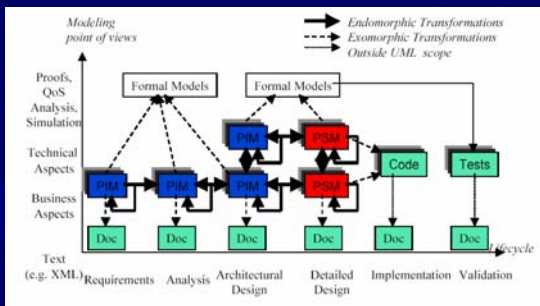 Modeling
point of views
Endomorphic Transformations
Exomorphic Transformations
Outside UML scope
Proofs,
QoS
Analysis,
Simulation
Formal Models
Formal Models
Technical
Aspects
PIM
PSM
Code
Tests
Business
Aspects
PIM
PIM
PIM
PSM
Doc
Doc
Doc
Doc
Doc
Doc
Lifecycle
Text
(e.g. XML)
Requirements
Analysis
Architectural
Design
Detailed
Design
Implementation
Validation